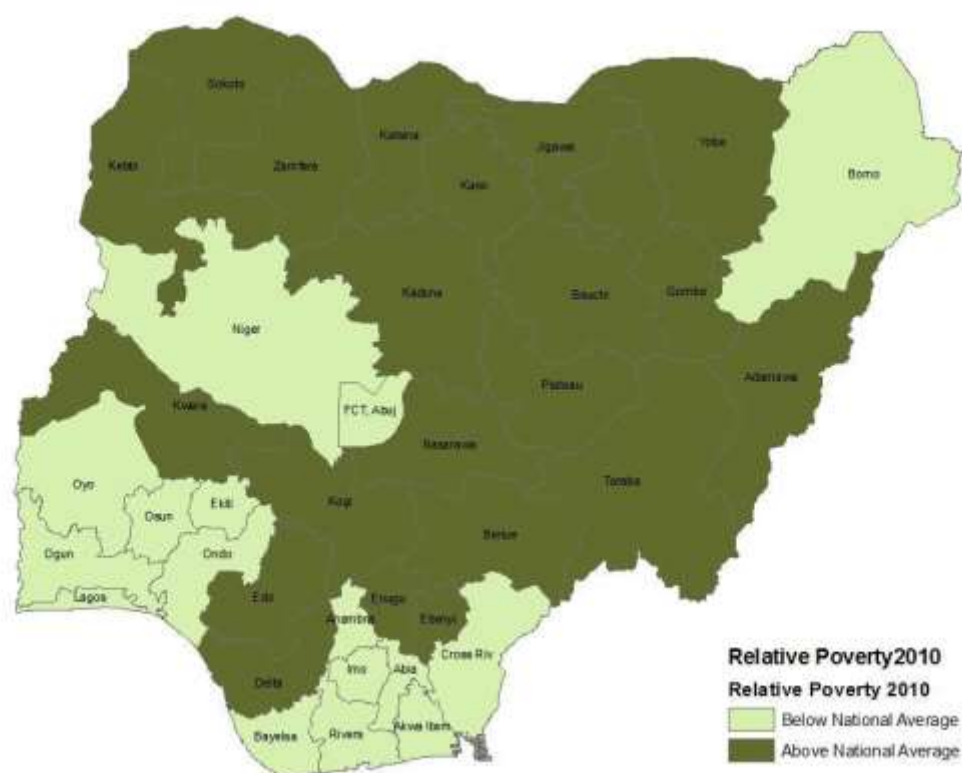 Sokoto
Katsina
Jigawa
Yobe
Kebbi
Zamfara
Kano
Borno
Kaduna
Bauchi
Gombe
Niger
Plateau
Adamawa
Kwara
FCT, Abuj
Nasarawa
Taraba
Oyo
Osun
Ekiti
Kogi
Benue
Ogun
Ondo
Lagos
Edo
Anambra
Enugu
Ebonyi
Cross Riv
Imo
Abia
Delta
Bayelsa
Rivers
Akwa Ibom
Relative Poverty2010
Relative Poverty 2010
Below National Average
Above National Average